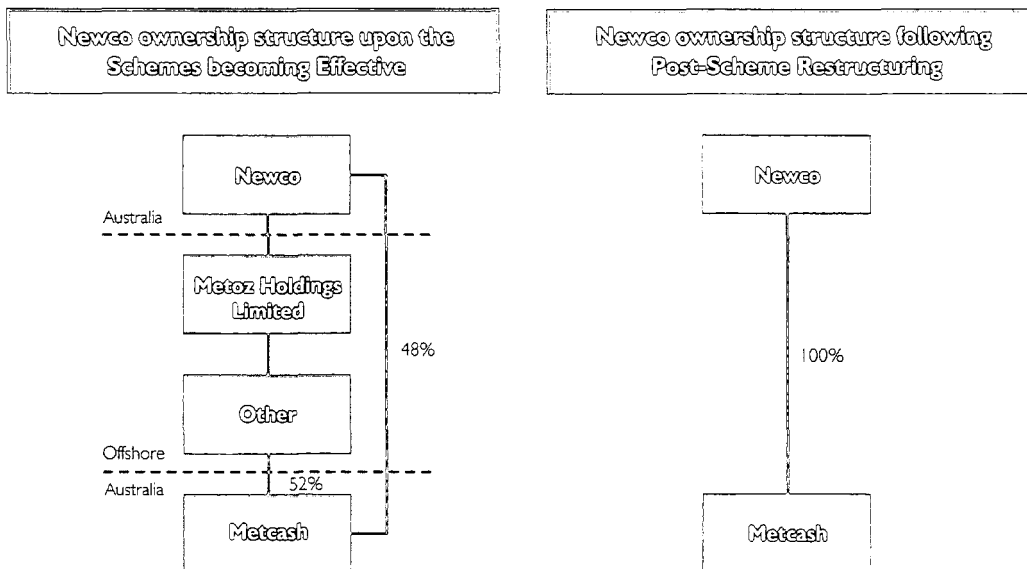 Newco ownership structure upon the
Schemes becoming Effective
Newco ownership structure following
Post-Scheme Restructuring
Newco
Australia
Metoz Holdings
Limited
48%
Other
Offshore
52%
Australia
Metcash
Newco
100%
Metcash